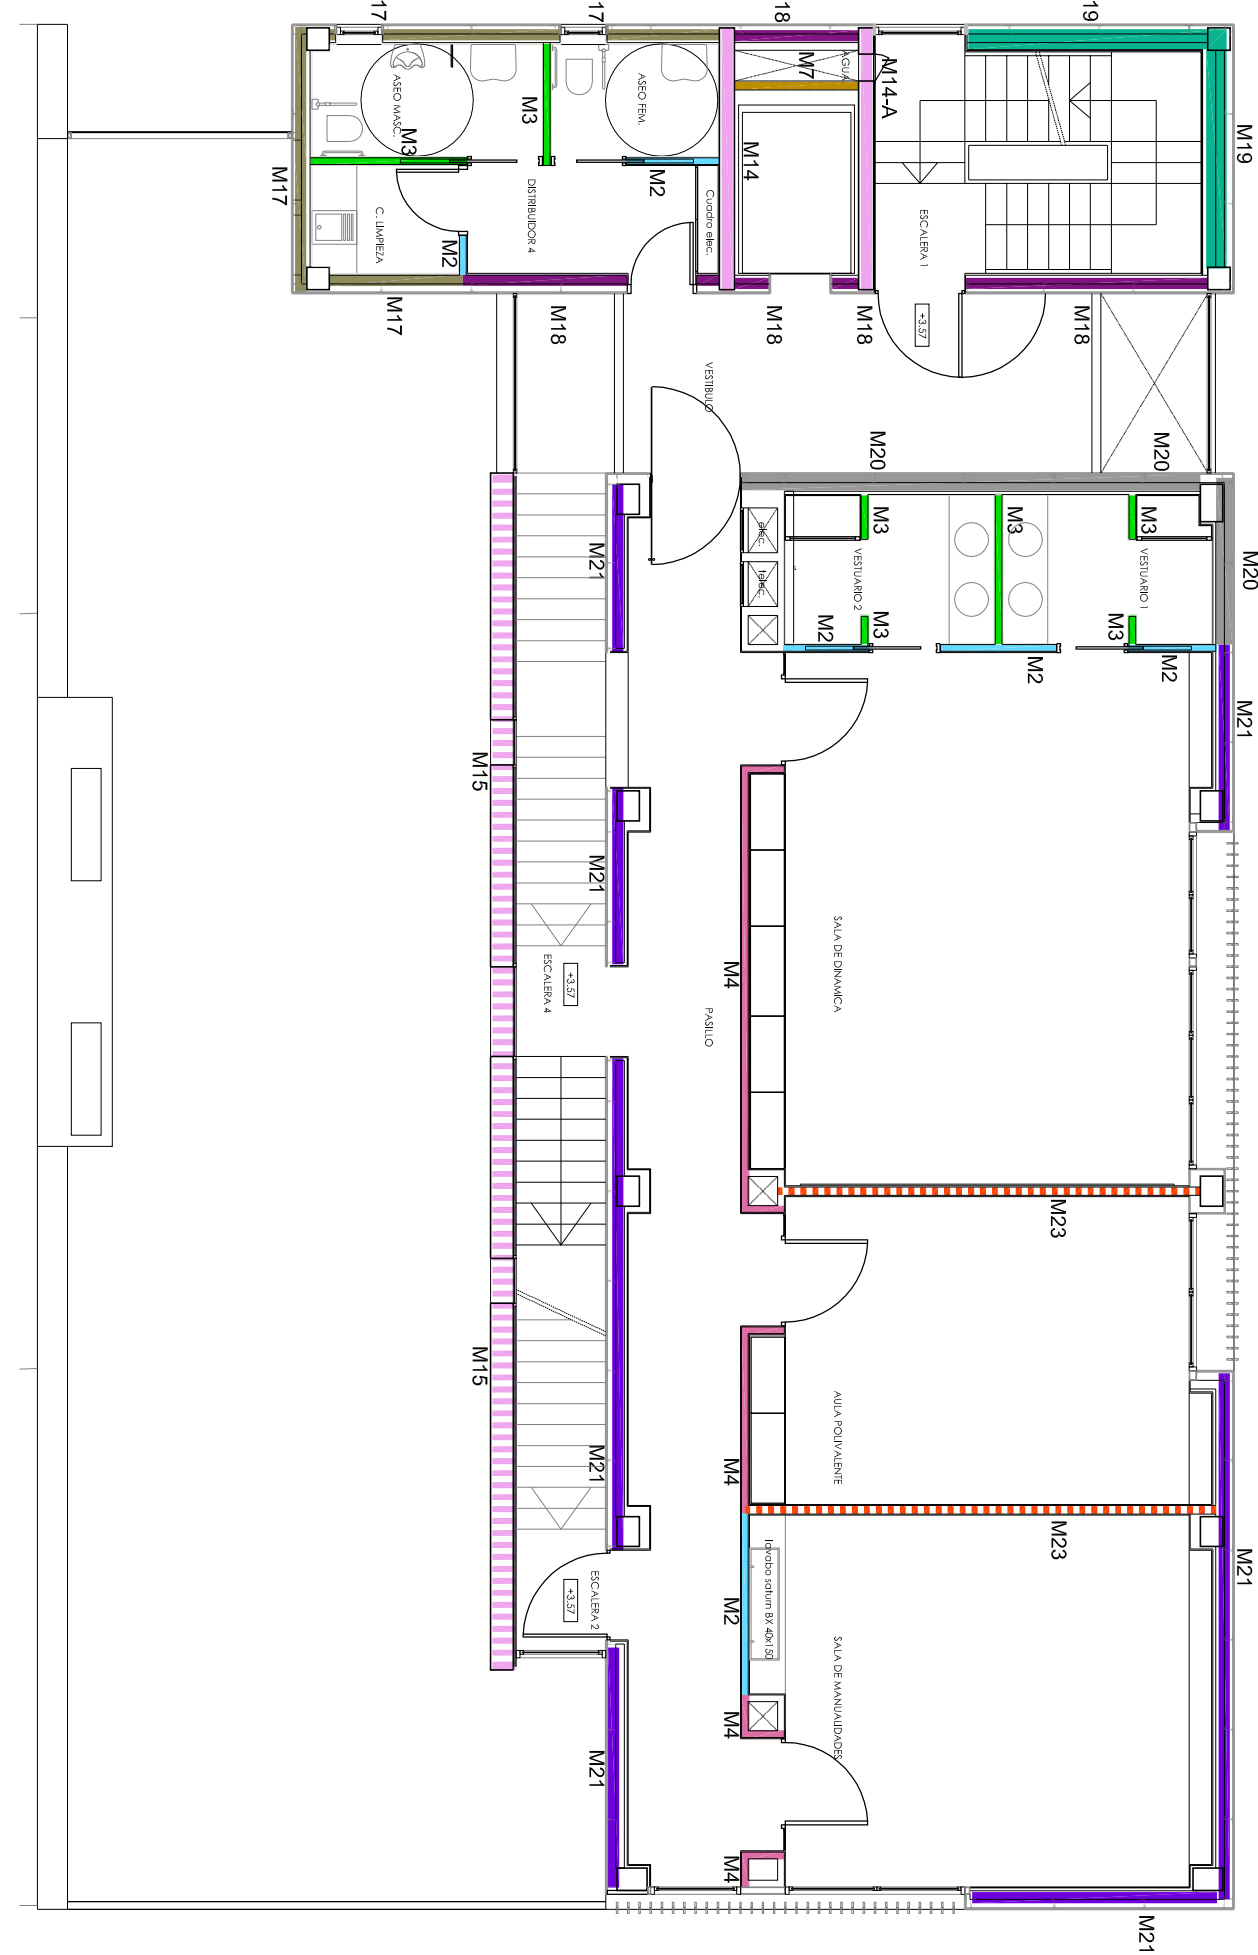 17
17
18
19
M7
AGUA
M14-A
M3
ASEO MASC.
M3
ASEO FEM.
M19
M14
M17
M2
DISTRIBUIDOR 4
Cuadro elec.
C. LIMPIEZA
M2
ESCALERA 1
M17
M18
M18
M18
+3.57
M18
VESTIBULO
M20
M20
M3
M3
M3
elec.
telec.
VESTUARIO 2
VESTUARIO 1
M20
M21
M2
M3
M3
M2
M2
M21
M15
M21
M4
SALA DE DINAMICA
ESCALERA 4
+3.57
PASILLO
M23
M15
M21
M4
AULA POLIVALENTE
M23
M21
ESCALERA 2
+3.57
M2
lavabo saturn BX 40x150
SALA DE MANUALIDADES
M4
M21
M4
M21